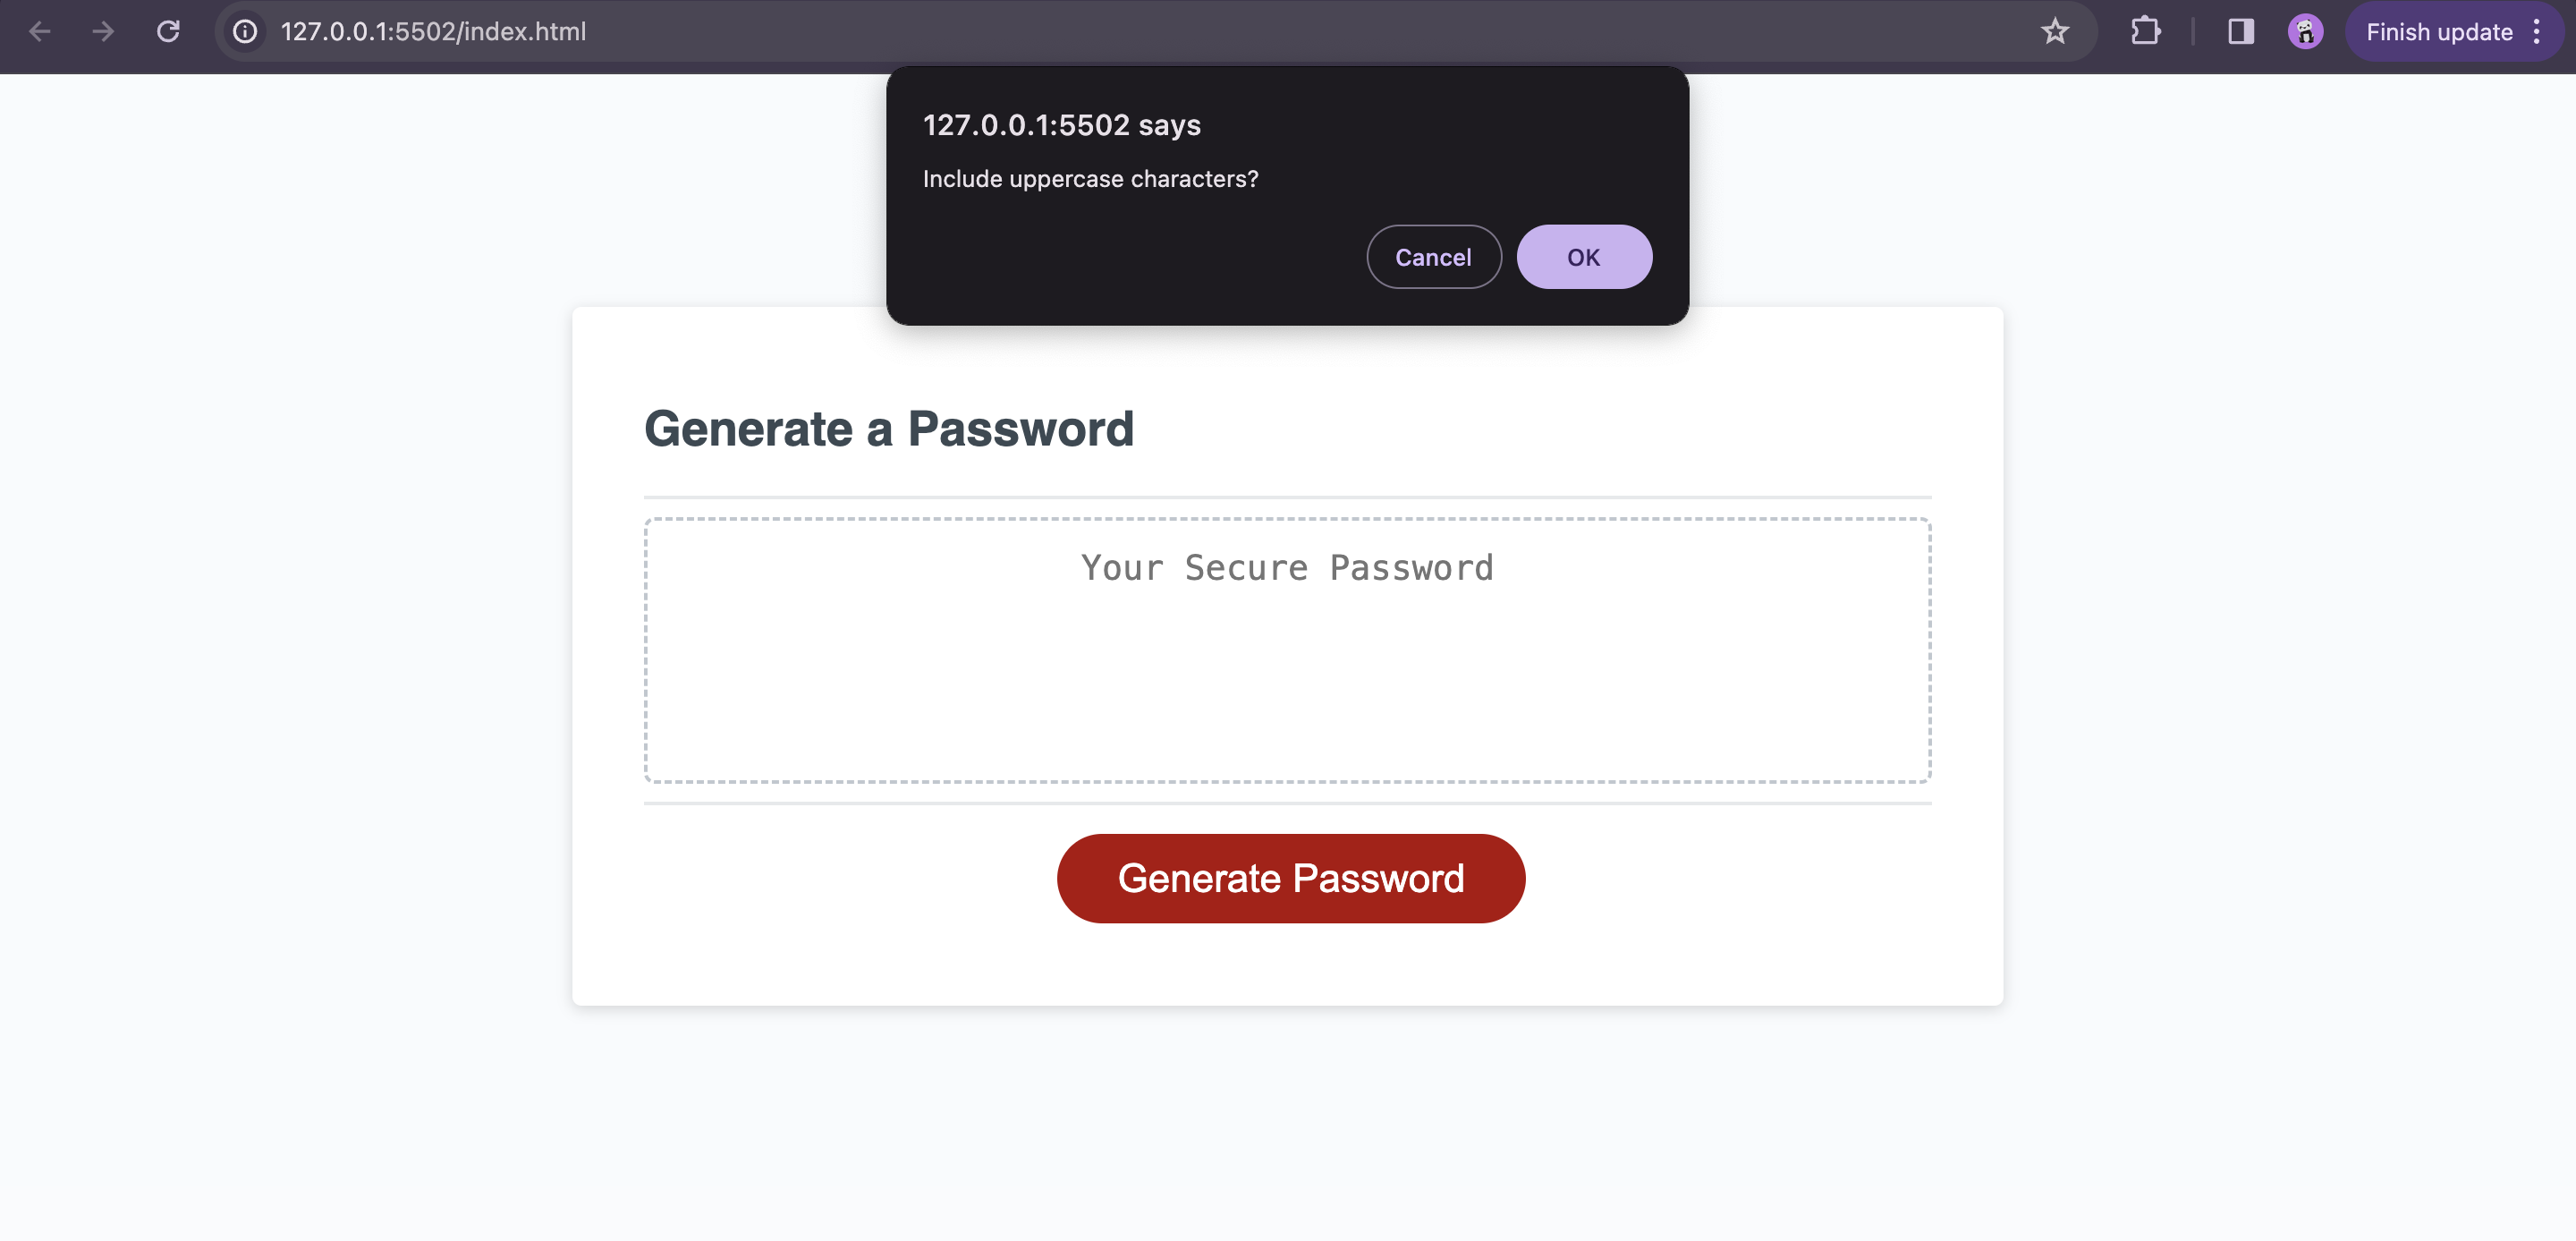 127.0.0.1:5502/index.html
Finish update
127.0.0.1:5502 says
Include uppercase characters?
Cancel
OK
Generate a Password
Your Secure Password
Generate Password